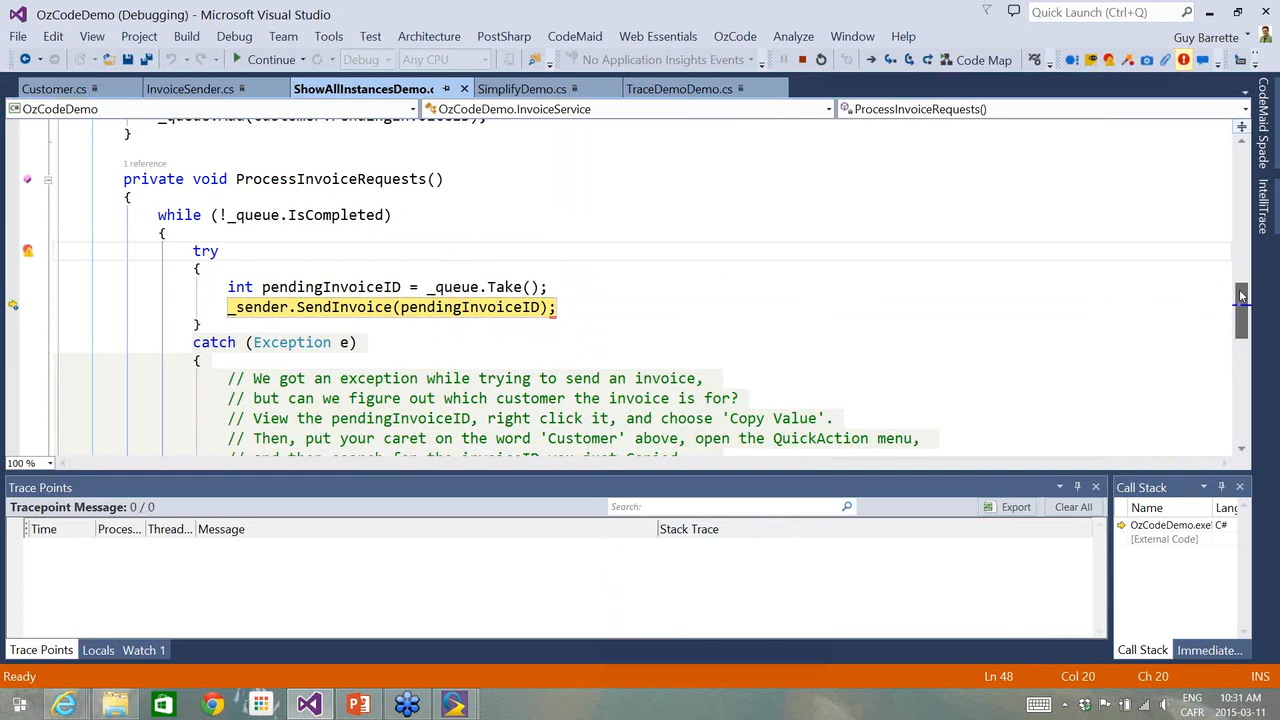 OzCodeDemo (Debugging) - Microsoft Visual Studio
Quick Launch (Ctrl+Q)
File Edit View Project Build Debug Team Tools Test Architecture PostSharp CodeMaid Web Essentials OzCode Analyze Window Help
Guy Barrette
Continue Debug Any CPU No Application Insights Events Code Map
Customer.cs InvoiceSender.cs ShowAllInstancesDemo.c SimplifyDemo.cs TraceDemoDemo.cs
OzCodeDemo OzCodeDemo.InvoiceService ProcessInvoiceRequests()
CodeMaid Spade
IntelliTrace
}
1 reference
private void ProcessInvoiceRequests()
{
while (!_queue.IsCompleted)
{
try
{
int pendingInvoiceID = _queue.Take();
_sender.SendInvoice(pendingInvoiceID);
}
catch (Exception e)
{
// We got an exception while trying to send an invoice,
// but can we figure out which customer the invoice is for?
// View the pendingInvoiceID, right click it, and choose 'Copy Value'.
// Then, put your caret on the word 'Customer' above, open the QuickAction menu,
100 %
Trace Points
Tracepoint Message: 0 / 0 Search: Export Clear All
Time Proces... Thread... Message Stack Trace
Call Stack
Name Lang
OzCodeDemo.exe! C#
[External Code]
Trace Points Locals Watch 1
Call Stack Immediate...
Ready Ln 48 Col 20 Ch 20 INS
ENG 10:31 AM
CAFR 2015-03-11